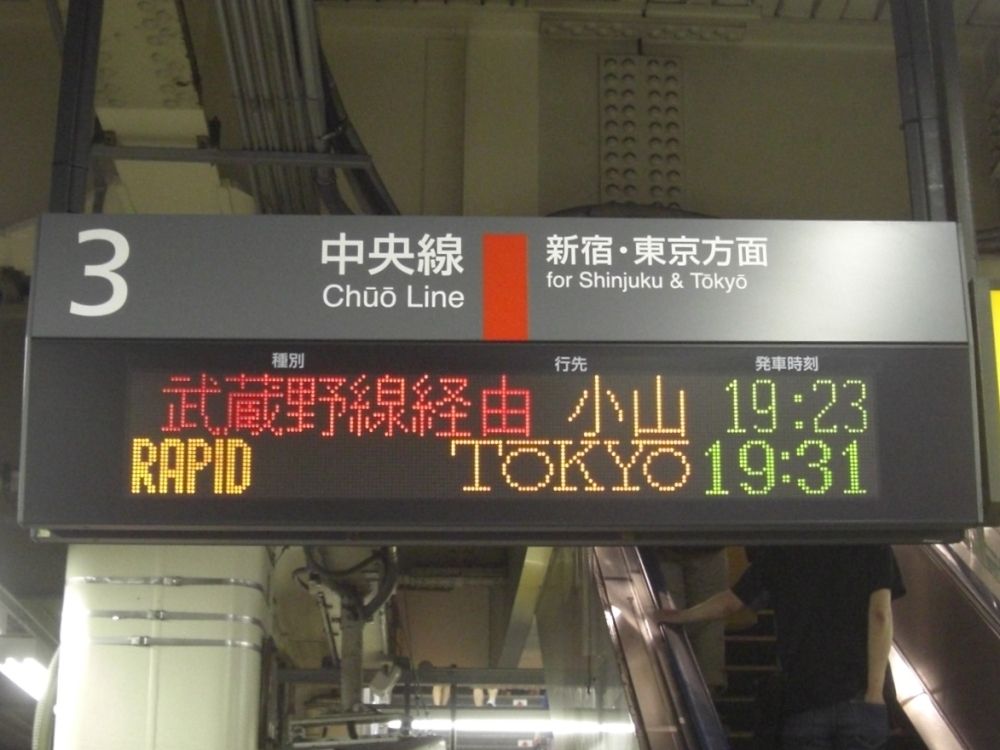 3
中央線
Chūō Line
新宿・東京方面
for Shinjuku & Tōkyō
種別 行先 発車時刻
武蔵野線経由 小山 19:23
RAPID TŌKYŌ 19:31